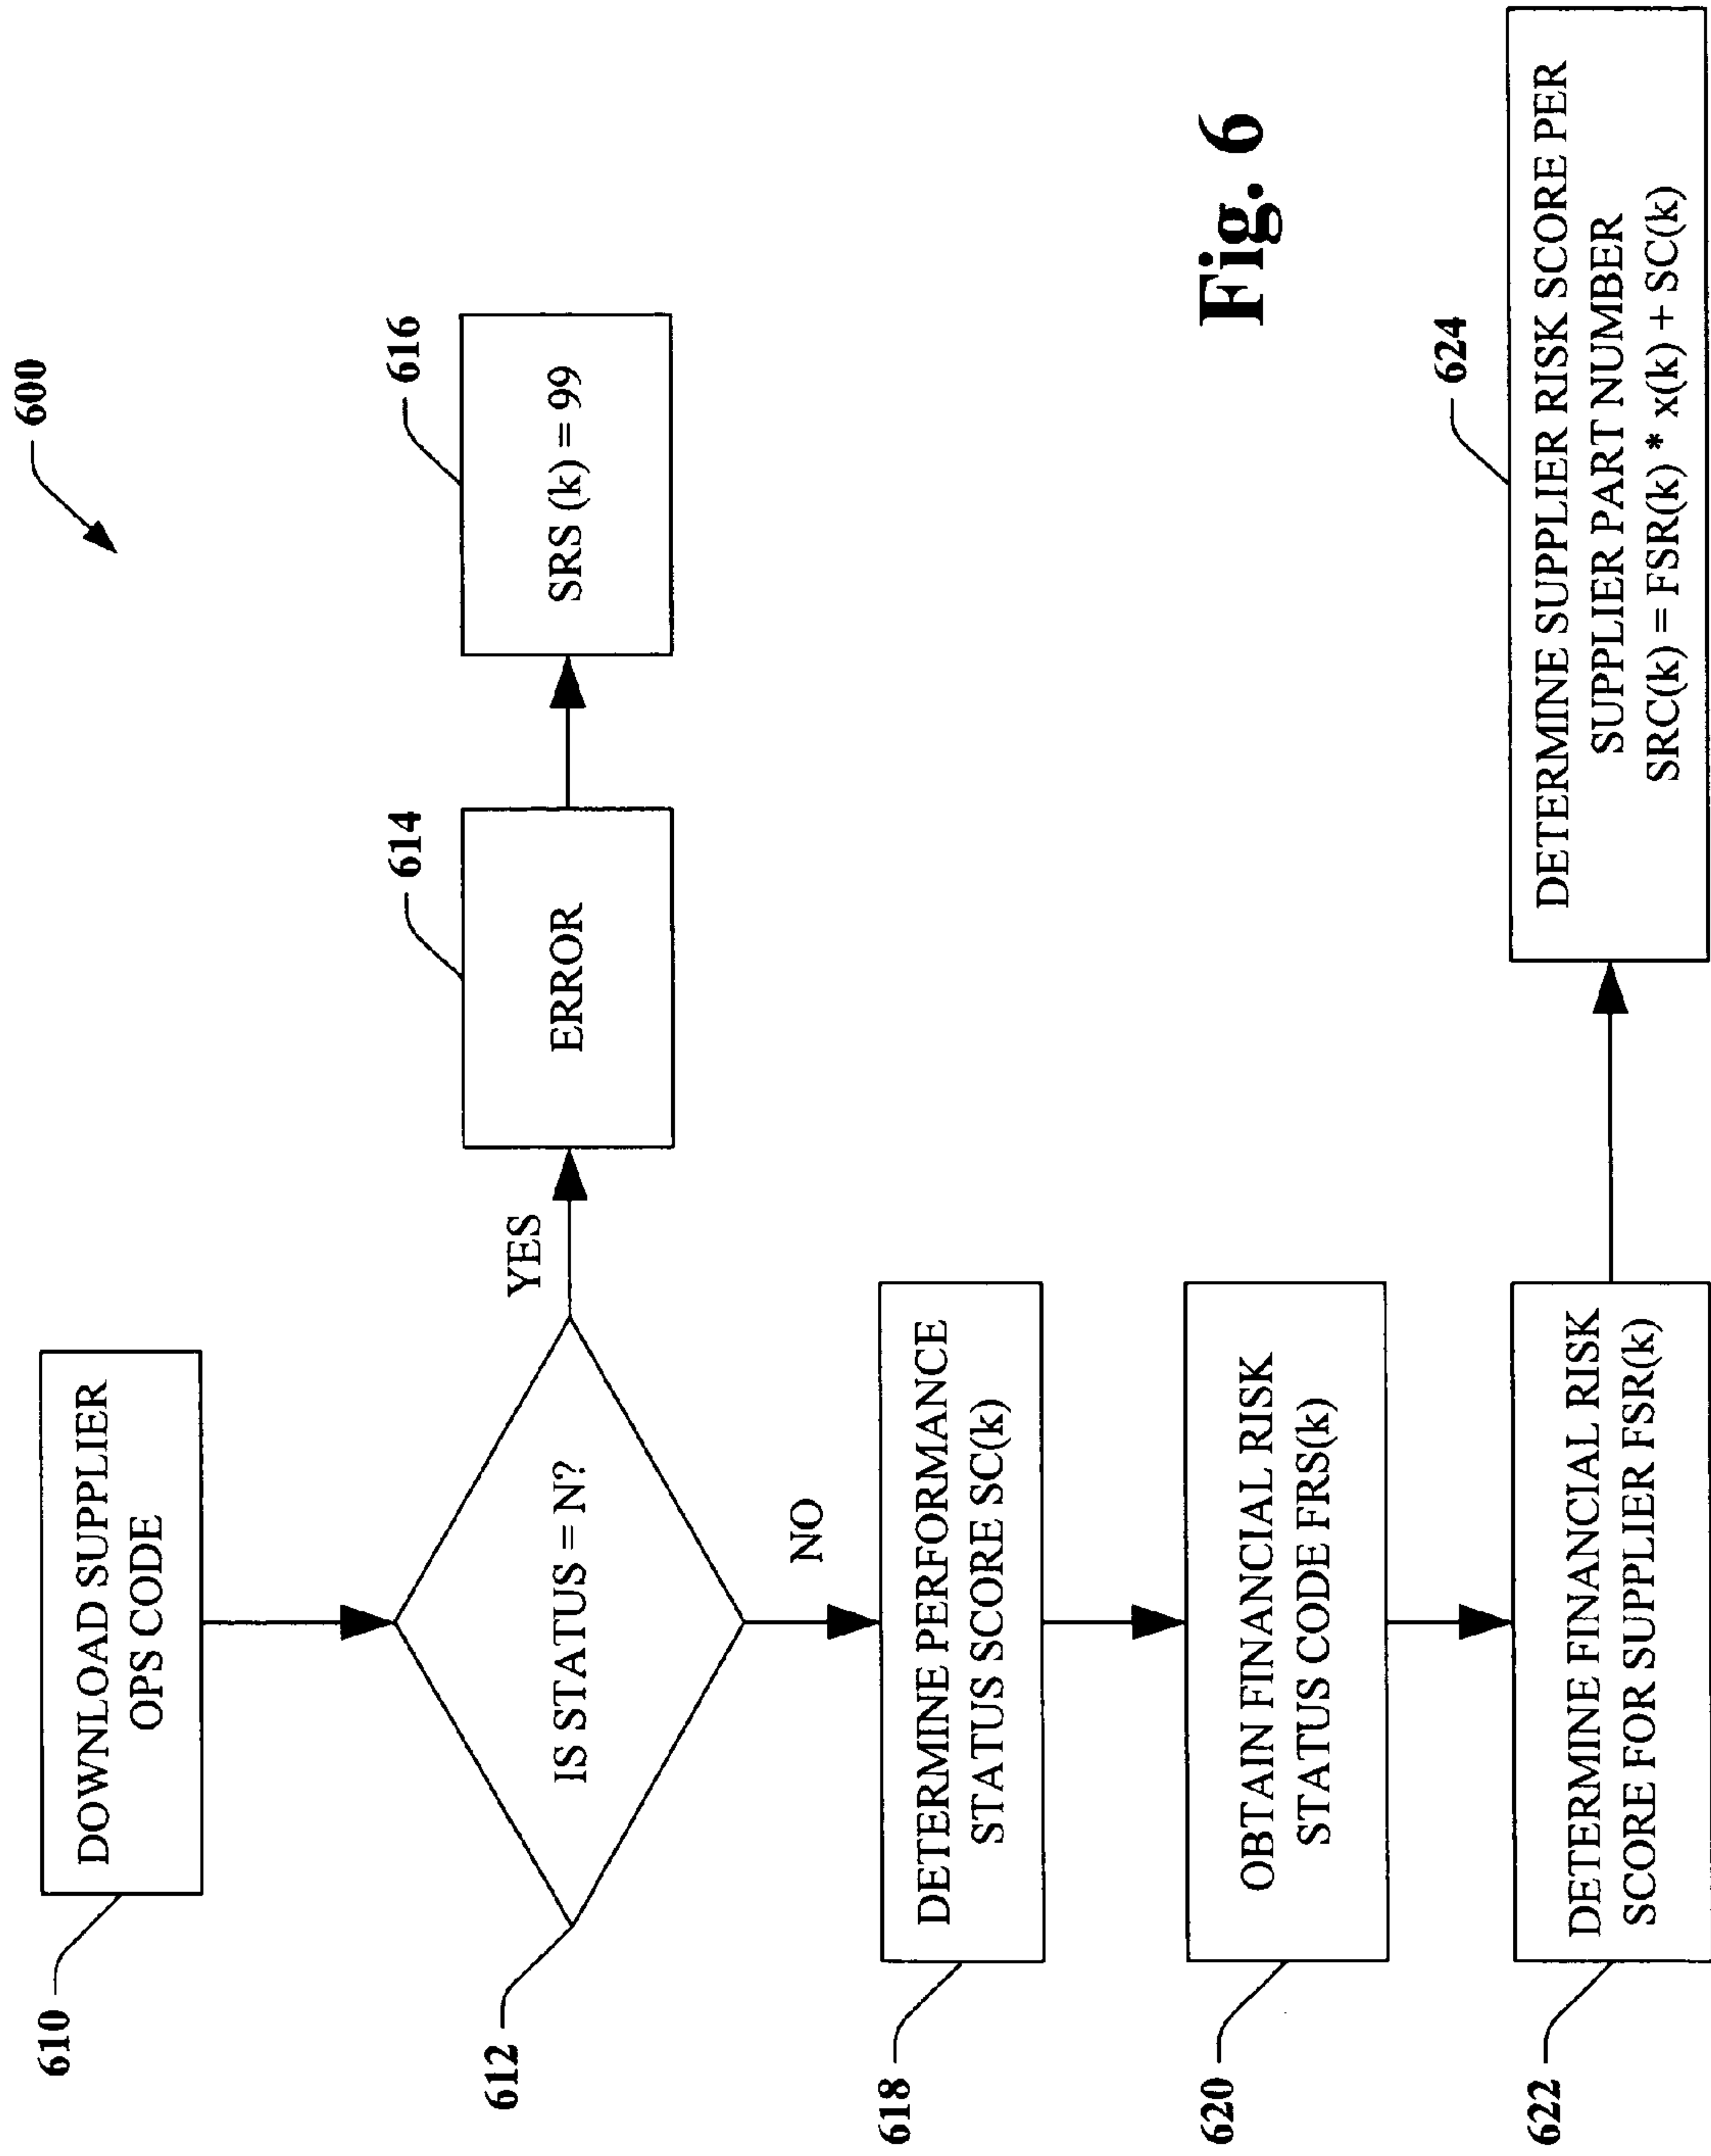 600
610
DOWNLOAD SUPPLIER
OPS CODE
612
IS STATUS = N?
YES
614
ERROR
616
SRS (k) = 99
NO
618
DETERMINE PERFORMANCE
STATUS SCORE SC(k)
620
OBTAIN FINANCIAL RISK
STATUS CODE FRS(k)
622
DETERMINE FINANCIAL RISK
SCORE FOR SUPPLIER FSR(k)
624
DETERMINE SUPPLIER RISK SCORE PER
SUPPLIER PART NUMBER
SRC(k) = FSR(k) * x(k) + SC(k)
Fig. 6